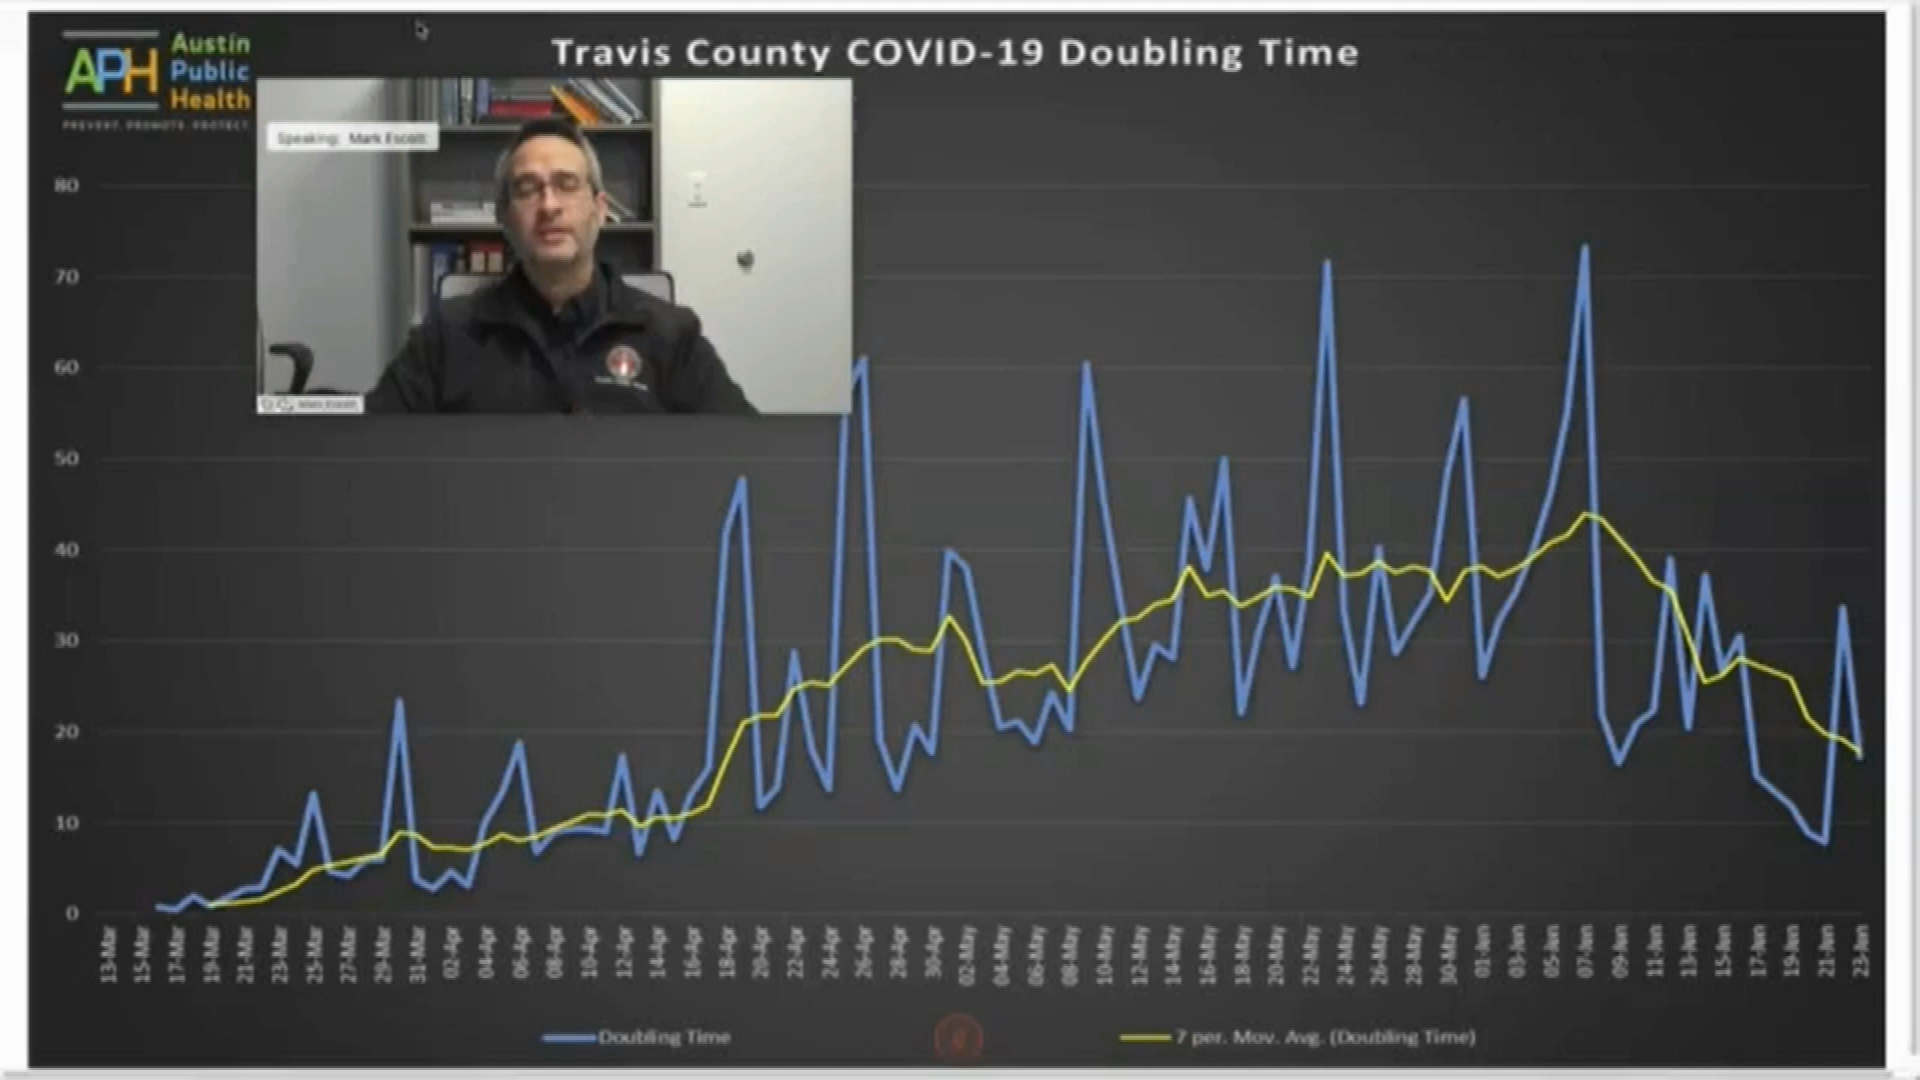 APH
Austin
Public
Health
PREVENT. PROMOTE. PROTECT.
Travis County COVID-19 Doubling Time
Speaking: Mark Escott
Mark Escott
80
70
60
50
40
30
20
10
0
13-Mar
15-Mar
17-Mar
19-Mar
21-Mar
23-Mar
25-Mar
27-Mar
29-Mar
31-Mar
02-Apr
04-Apr
06-Apr
08-Apr
10-Apr
12-Apr
14-Apr
16-Apr
18-Apr
20-Apr
22-Apr
24-Apr
26-Apr
28-Apr
30-Apr
02-May
04-May
06-May
08-May
10-May
12-May
14-May
16-May
18-May
20-May
22-May
24-May
26-May
28-May
30-May
01-Jun
03-Jun
05-Jun
07-Jun
09-Jun
11-Jun
13-Jun
15-Jun
17-Jun
19-Jun
21-Jun
23-Jun
Doubling Time
7 per. Mov. Avg. (Doubling Time)